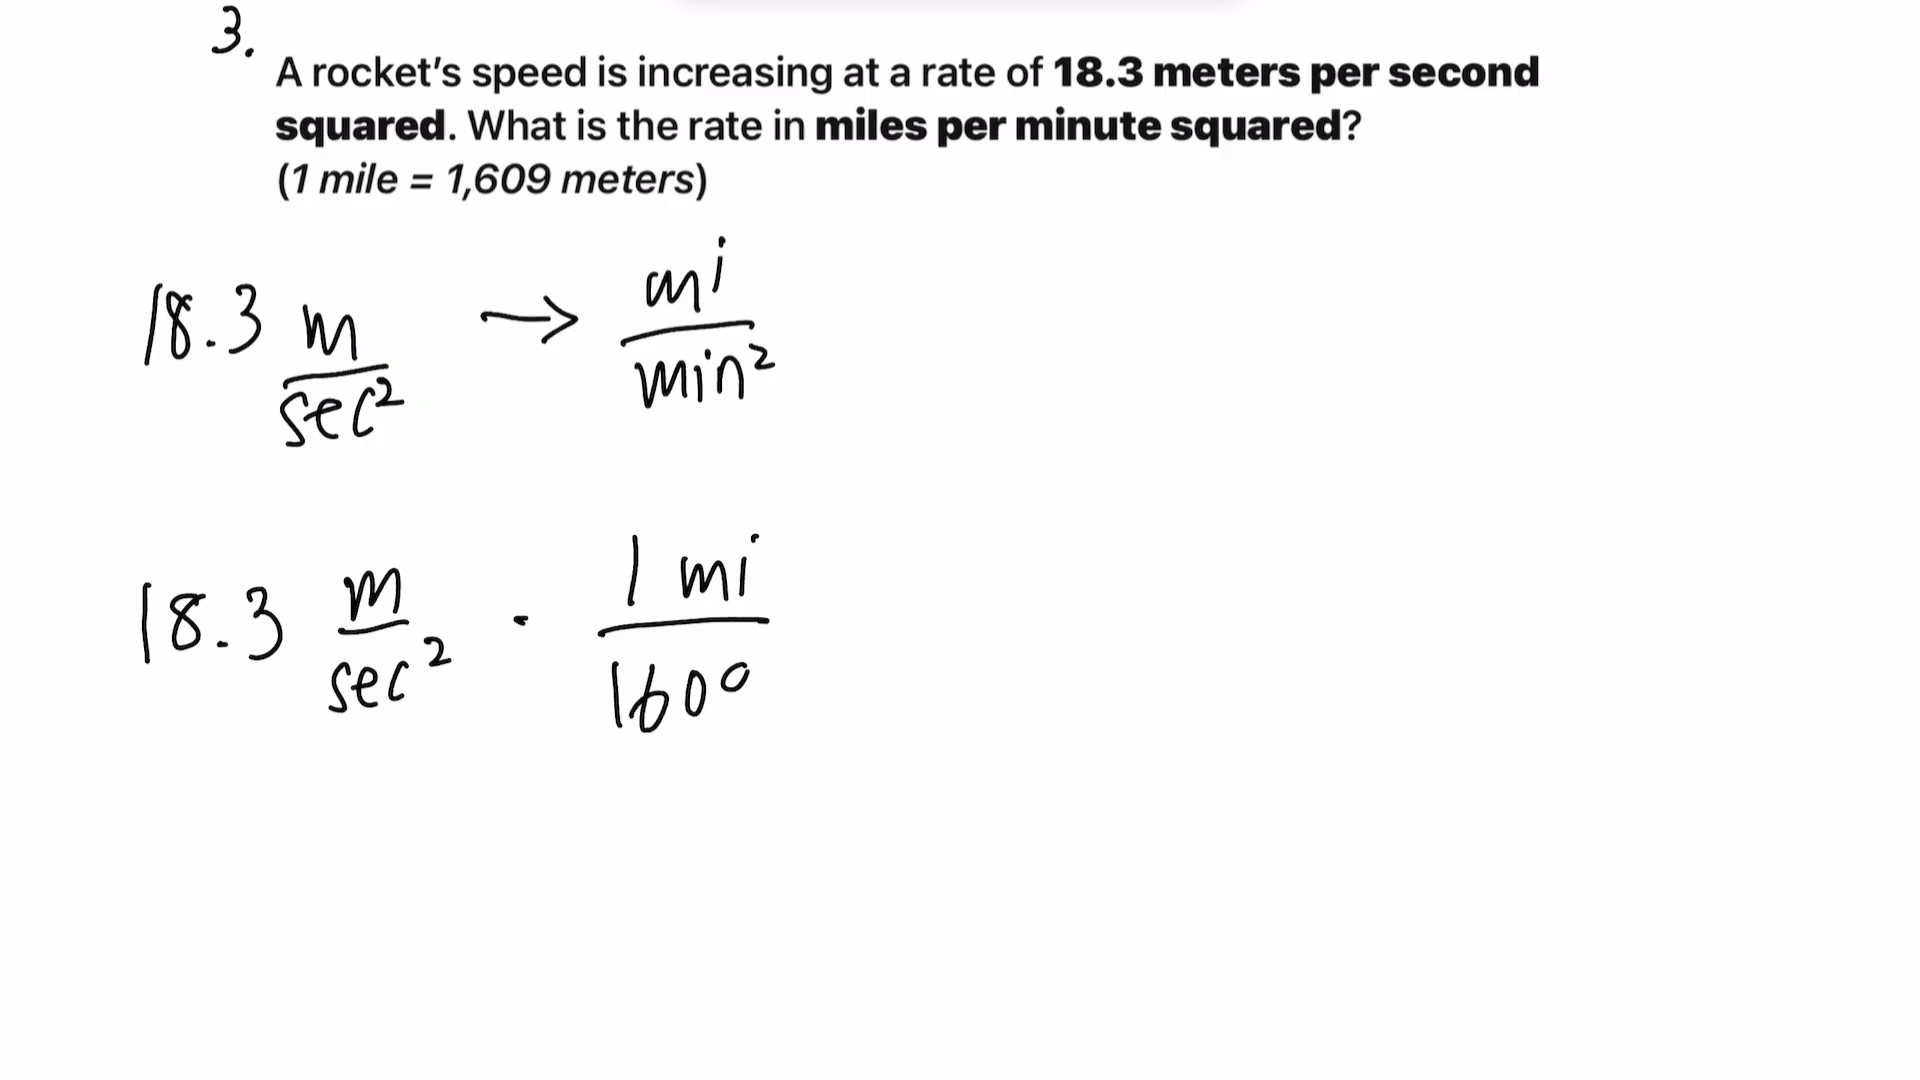 3.
A rocket's speed is increasing at a rate of 18.3 meters per second
squared. What is the rate in miles per minute squared?
(1 mile = 1,609 meters)
18.3 m/sec² → mi/min²
18.3 m/sec² · 1 mi/1600